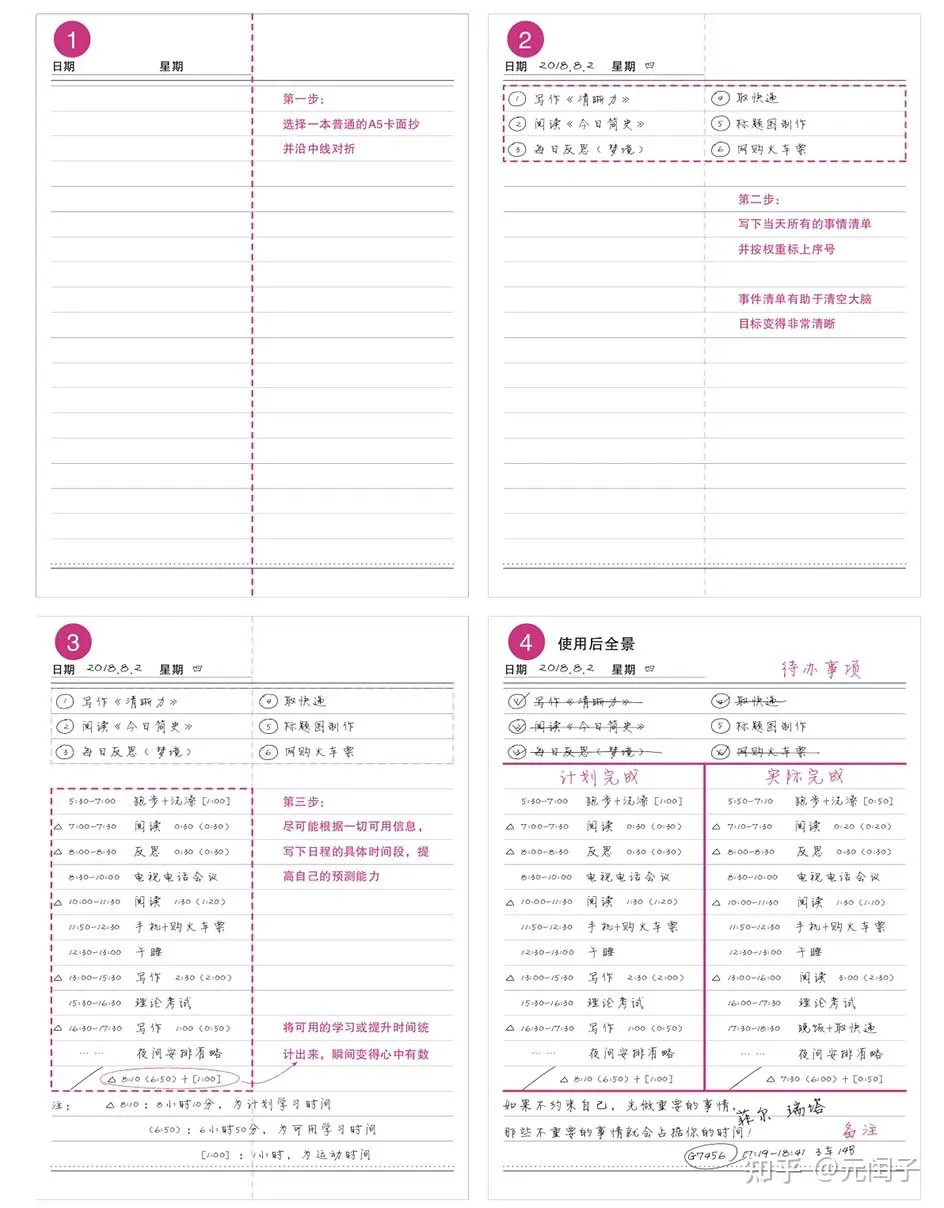 1
日期 星期
第一步：
选择一本普通的A5卡面抄
并沿中线对折
2
日期 2018.8.2 星期 四
① 写作《清晰力》 ④ 取快递
② 阅读《今日简史》 ⑤ 标题图制作
③ 每日反思（梦境） ⑥ 网购火车票
第二步：
写下当天所有的事情清单
并按权重标上序号
事件清单有助于清空大脑
目标变得非常清晰
3
日期 2018.8.2 星期 四
① 写作《清晰力》 ④ 取快递
② 阅读《今日简史》 ⑤ 标题图制作
③ 每日反思（梦境） ⑥ 网购火车票
5:30-7:00 跑步+洗漆 [1:00]
△ 7:00-7:30 阅读 0:30 (0:30)
△ 8:00-8:30 反思 0:30 (0:30)
8:30-10:00 电视电话会议
△ 10:00-11:30 阅读 1:30 (1:20)
11:50-12:30 手机+购火车票
12:30-13:00 午睡
△ 13:00-15:30 写作 2:30 (2:00)
15:30-16:30 理论考试
△ 16:30-17:30 写作 1:00 (0:50)
…… 夜间安排省略
△ 8:10 (6:50) + [1:00]
第三步：
尽可能根据一切可用信息，
写下日程的具体时间段，提
高自己的预测能力
将可用的学习或提升时间统
计出来，瞬间变得心中有数
注： △ 8:10：8小时10分，为计划学习时间
(6:50)：6小时50分，为可用学习时间
[1:00]：1小时，为运动时间
4 使用后全景
日期 2018.8.2 星期 四 待办事项
写作《清晰力》 取快递
阅读《今日简史》 ⑤ 标题图制作
每日反思（梦境） 网购火车票
计划完成
5:30-7:00 跑步+洗漆 [1:00]
△ 7:00-7:30 阅读 0:30 (0:30)
△ 8:00-8:30 反思 0:30 (0:30)
8:30-10:00 电视电话会议
△ 10:00-11:30 阅读 1:30 (1:20)
11:50-12:30 手机+购火车票
12:30-13:00 午睡
△ 13:00-15:30 写作 2:30 (2:00)
15:30-16:30 理论考试
△ 16:30-17:30 写作 1:00 (0:50)
…… 夜间安排省略
△ 8:10 (6:50) + [1:00]
实际完成
5:50-7:10 跑步+洗漆 [0:50]
△ 7:10-7:30 阅读 0:20 (0:20)
△ 8:00-8:30 反思 0:30 (0:30)
8:30-10:00 电视电话会议
△ 10:00-11:30 阅读 1:30 (1:10)
11:50-12:30 手机+购火车票
12:30-13:00 午睡
△ 13:00-16:00 阅读 3:00 (2:30)
16:00-17:30 理论考试
17:30-18:30 晚饭+取快递
…… 夜间安排省略
△ 7:30 (6:00) + [0:50]
如果不约束自己，先做重要的事情，
那些不重要的事情就会占据你的时间！
菲尔 瑞塔
备注
G7456 17:19-18:41 3车14B
知乎 @元闰子